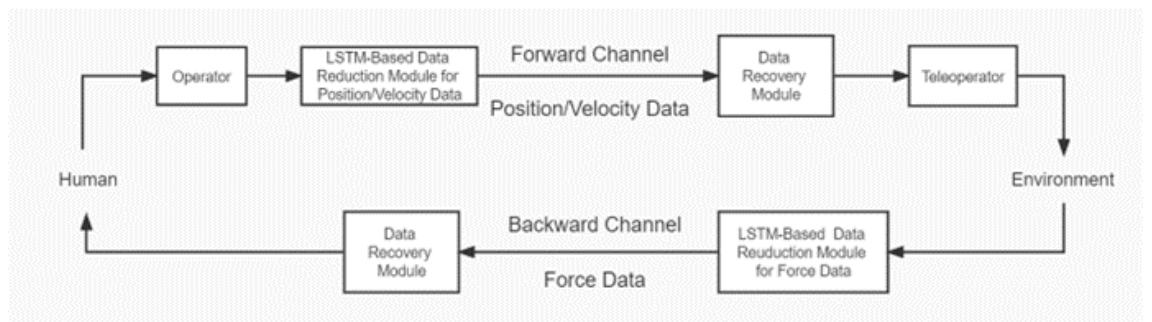 Operator
LSTM-Based Data
Reduction Module for
Position/Velocity Data
Forward Channel
Position/Velocity Data
Data
Recovery
Module
Teleoperator
Human
Environment
Data
Recovery
Module
Backward Channel
Force Data
LSTM-Based Data
Reuduction Module
for Force Data